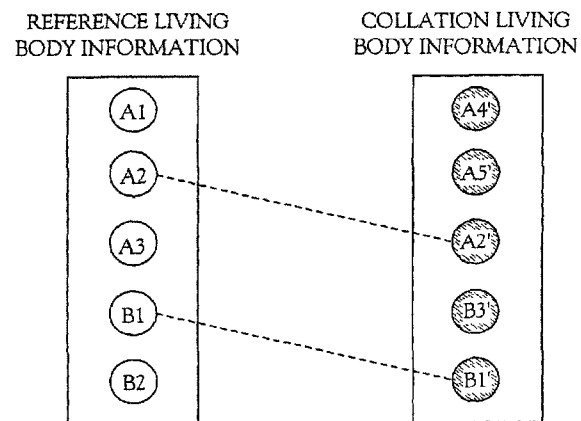 REFERENCE LIVING
BODY INFORMATION
COLLATION LIVING
BODY INFORMATION
A1
A2
A3
B1
B2
A4'
A5'
A2'
B3'
B1'